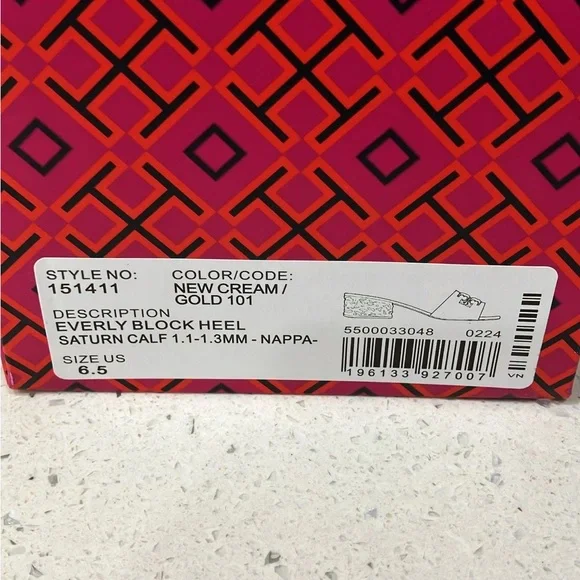 STYLE NO: COLOR/CODE:
151411 NEW CREAM /
GOLD 101
DESCRIPTION
EVERLY BLOCK HEEL
SATURN CALF 1.1-1.3MM - NAPPA-
SIZE US
6.5
5500033048 0224
196133 927007
VN